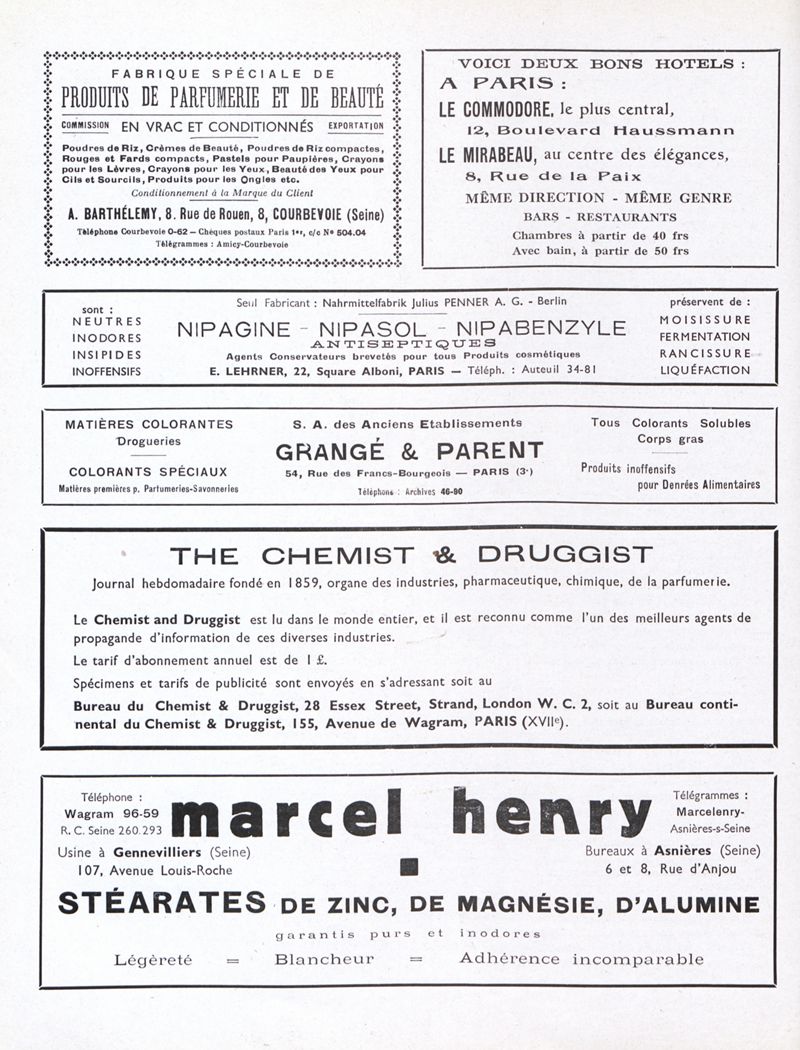 FABRIQUE SPÉCIALE DE
PRODUITS DE PARFUMERIE ET DE BEAUTÉ
COMMISSION EN VRAC ET CONDITIONNÉS EXPORTATION
Poudres de Riz, Crèmes de Beauté, Poudres de Riz compactes,
Rouges et Fards compacts, Pastels pour Paupières, Crayons
pour les Lèvres, Crayons pour les Yeux, Beauté des Yeux pour
Cils et Sourcils, Produits pour les Ongles etc.
Conditionnement à la Marque du Client
A. BARTHÉLEMY, 8. Rue de Rouen, 8, COURBEVOIE (Seine)
Téléphone Courbevoie 0-62 — Chèques postaux Paris 1er, c/c No 504.04
Télégrammes : Amicy-Courbevoie
VOICI DEUX BONS HOTELS :
A PARIS :
LE COMMODORE, le plus central,
12, Boulevard Haussmann
LE MIRABEAU, au centre des élégances,
8, Rue de la Paix
MÊME DIRECTION - MÊME GENRE
BARS - RESTAURANTS
Chambres à partir de 40 frs
Avec bain, à partir de 50 frs
sont :
NEUTRES
INODORES
INSIPIDES
INOFFENSIFS
Seul Fabricant : Nahrmittelfabrik Julius PENNER A. G. - Berlin
NIPAGINE - NIPASOL - NIPABENZYLE
ANTISEPTIQUES
Agents Conservateurs brevetés pour tous Produits cosmétiques
E. LEHRNER, 22, Square Alboni, PARIS — Téléph. : Auteuil 34-81
préservent de :
MOISISSURE
FERMENTATION
RANCISSURE
LIQUÉFACTION
MATIÈRES COLORANTES
Drogueries
COLORANTS SPÉCIAUX
Matières premières p. Parfumeries-Savonneries
S. A. des Anciens Etablissements
GRANGÉ & PARENT
54, Rue des Francs-Bourgeois — PARIS (3e)
Téléphone : Archives 46-90
Tous Colorants Solubles
Corps gras
Produits inoffensifs
pour Denrées Alimentaires
THE CHEMIST & DRUGGIST
Journal hebdomadaire fondé en 1859, organe des industries, pharmaceutique, chimique, de la parfumerie.
Le Chemist and Druggist est lu dans le monde entier, et il est reconnu comme l'un des meilleurs agents de
propagande d'information de ces diverses industries.
Le tarif d'abonnement annuel est de 1 £.
Spécimens et tarifs de publicité sont envoyés en s'adressant soit au
Bureau du Chemist & Druggist, 28 Essex Street, Strand, London W. C. 2, soit au Bureau conti-
nental du Chemist & Druggist, 155, Avenue de Wagram, PARIS (XVIIe).
Téléphone :
Wagram 96-59
R. C. Seine 260.293
marcel henry
Télégrammes :
Marcelenry-
Asnières-s-Seine
Usine à Gennevilliers (Seine)
107, Avenue Louis-Roche
Bureaux à Asnières (Seine)
6 et 8, Rue d'Anjou
STÉARATES DE ZINC, DE MAGNÉSIE, D'ALUMINE
garantis purs et inodores
Légèreté = Blancheur = Adhérence incomparable